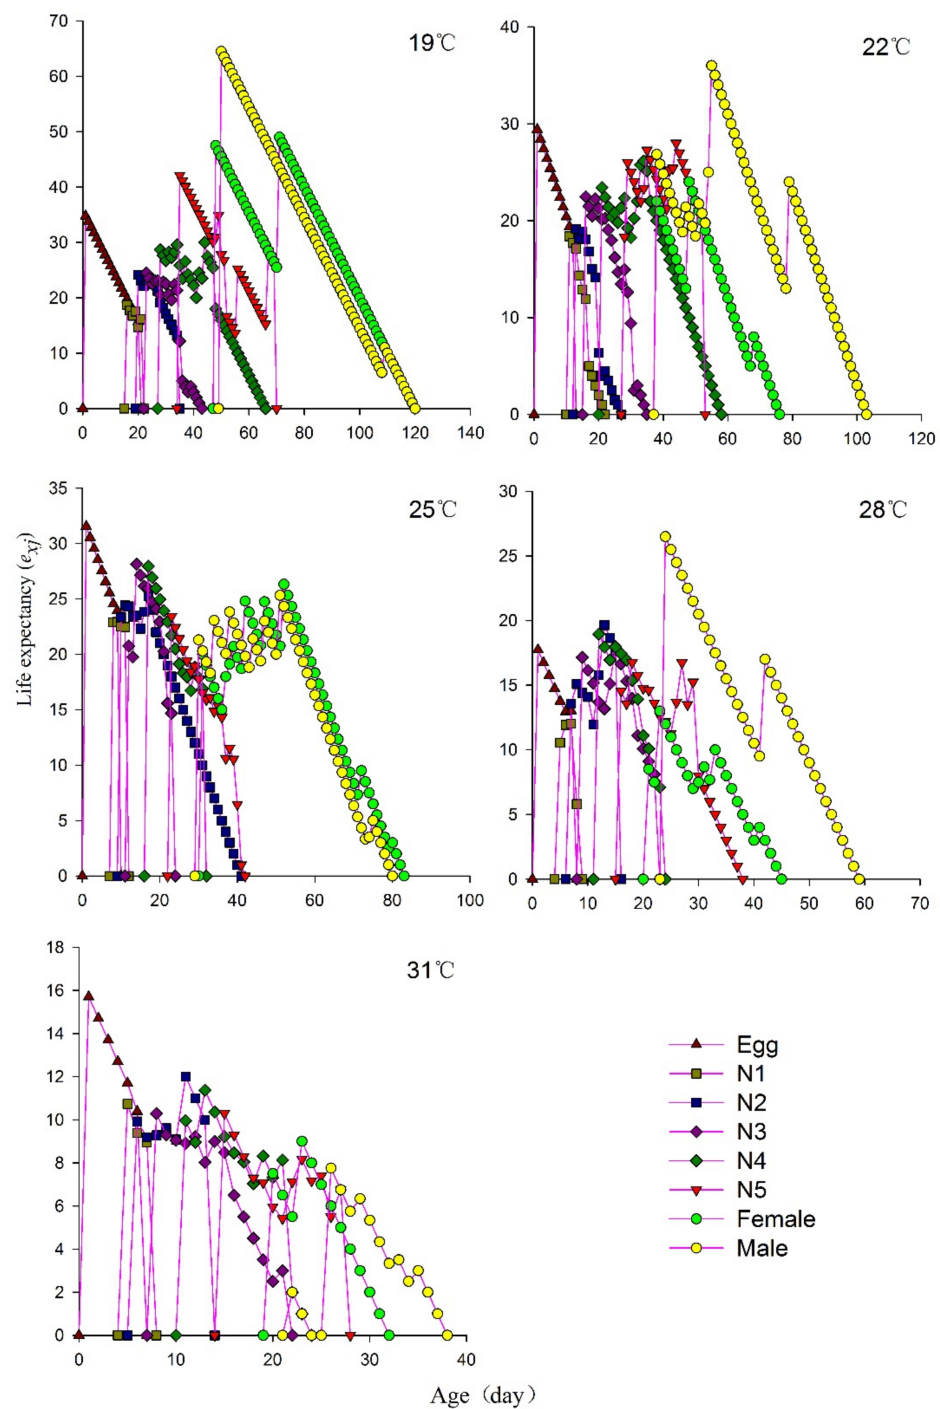 70
60
50
40
30
20
10
0
0 20 40 60 80 100 120 140
19℃
40
30
20
10
0
0 20 40 60 80 100 120
22℃
35
30
25
20
15
10
5
0
0 20 40 60 80 100
25℃
Life expectancy (exj)
30
25
20
15
10
5
0
0 10 20 30 40 50 60 70
28℃
18
16
14
12
10
8
6
4
2
0
0 10 20 30 40
31℃
Egg
N1
N2
N3
N4
N5
Female
Male
Age (day)